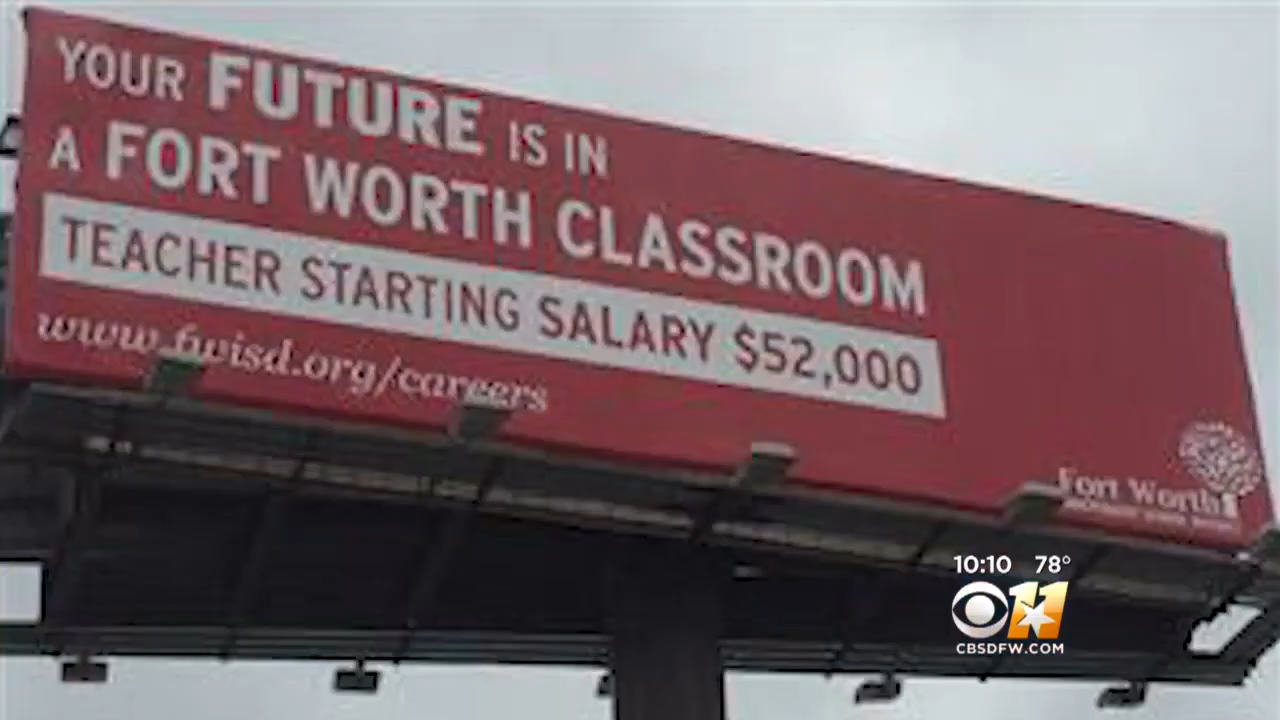 YOUR FUTURE IS IN
A FORT WORTH CLASSROOM
TEACHER STARTING SALARY $52,000
www.fwisd.org/careers
Fort Worth
10:10 78°
11
CBSDFW.COM